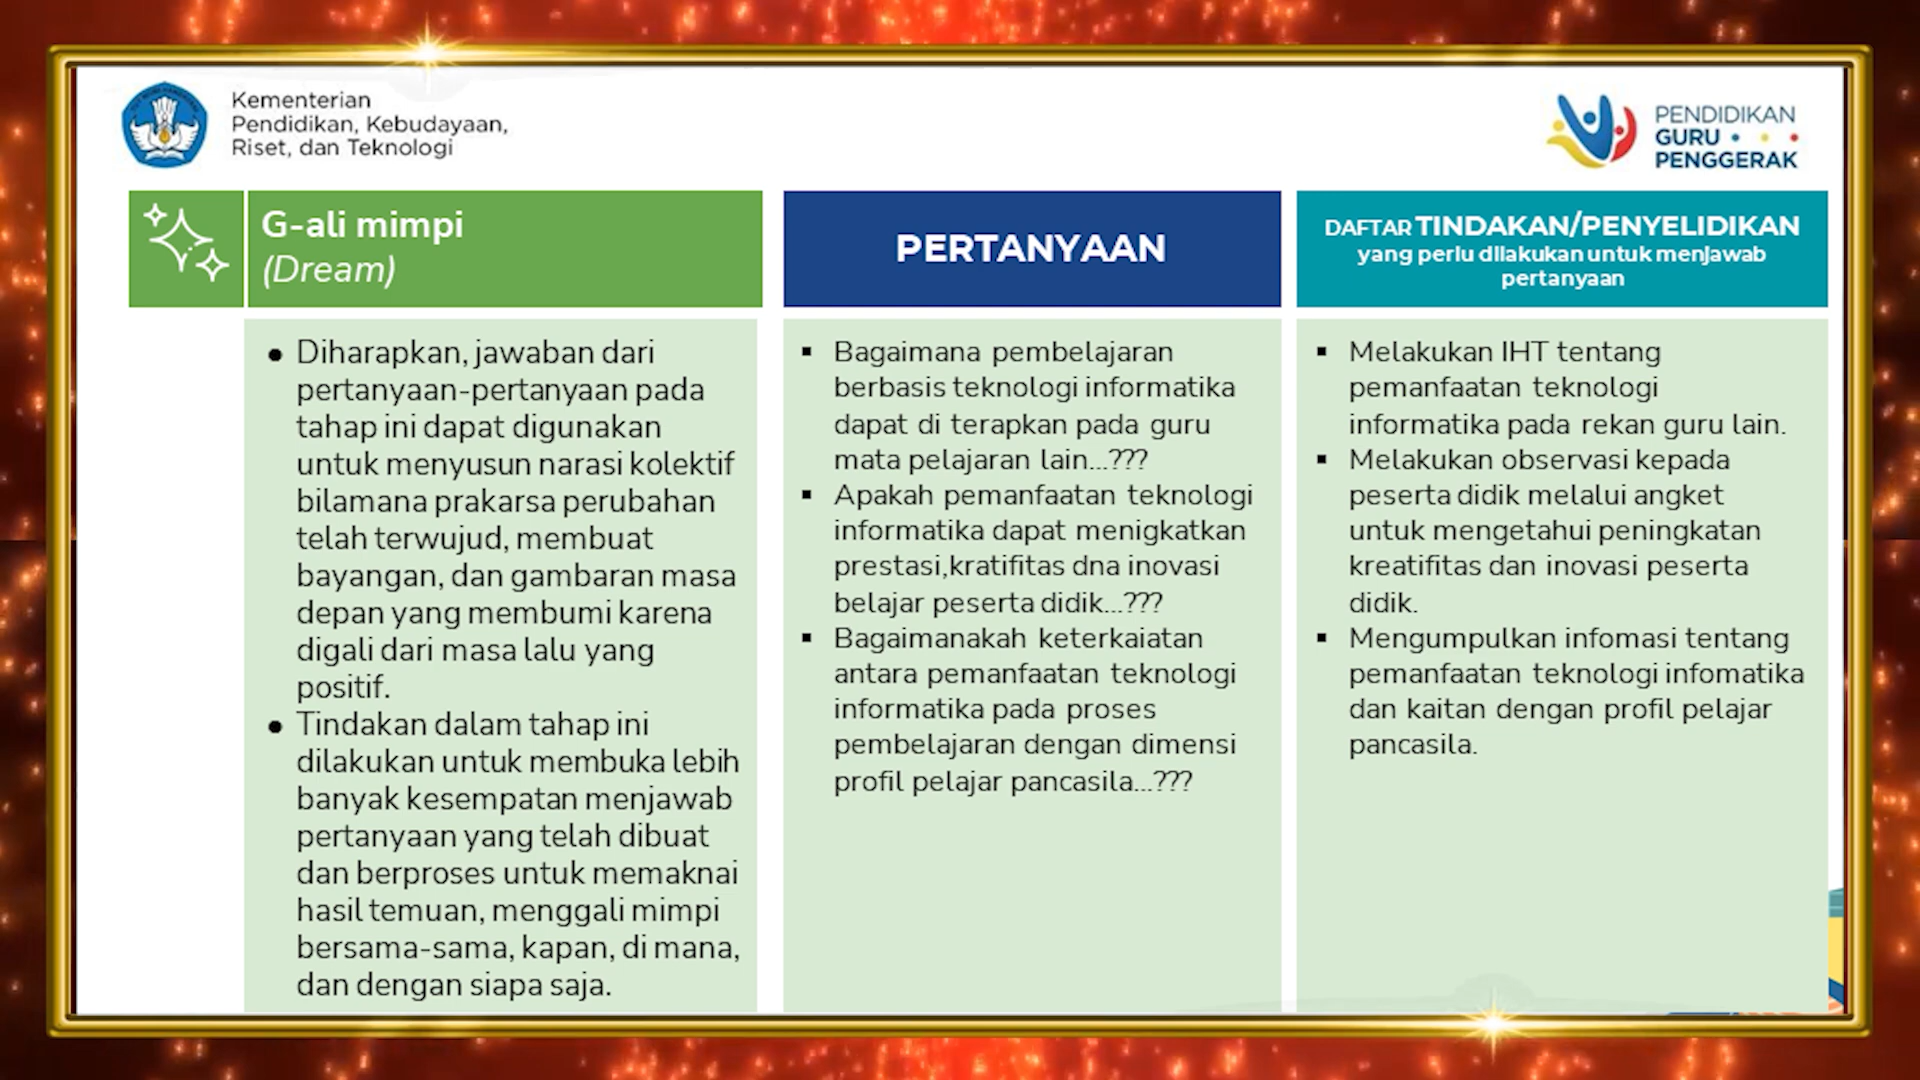 Kementerian
Pendidikan, Kebudayaan,
Riset, dan Teknologi
PENDIDIKAN
GURU
PENGGERAK
G-ali mimpi
(Dream)
● Diharapkan, jawaban dari
pertanyaan-pertanyaan pada
tahap ini dapat digunakan
untuk menyusun narasi kolektif
bilamana prakarsa perubahan
telah terwujud, membuat
bayangan, dan gambaran masa
depan yang membumi karena
digali dari masa lalu yang
positif.
● Tindakan dalam tahap ini
dilakukan untuk membuka lebih
banyak kesempatan menjawab
pertanyaan yang telah dibuat
dan berproses untuk memaknai
hasil temuan, menggali mimpi
bersama-sama, kapan, di mana,
dan dengan siapa saja.
PERTANYAAN
▪ Bagaimana pembelajaran
berbasis teknologi informatika
dapat di terapkan pada guru
mata pelajaran lain...???
▪ Apakah pemanfaatan teknologi
informatika dapat menigkatkan
prestasi,kratifitas dna inovasi
belajar peserta didik...???
▪ Bagaimanakah keterkaiatan
antara pemanfaatan teknologi
informatika pada proses
pembelajaran dengan dimensi
profil pelajar pancasila...???
DAFTAR TINDAKAN/PENYELIDIKAN
yang perlu dilakukan untuk menjawab
pertanyaan
▪ Melakukan IHT tentang
pemanfaatan teknologi
informatika pada rekan guru lain.
▪ Melakukan observasi kepada
peserta didik melalui angket
untuk mengetahui peningkatan
kreatifitas dan inovasi peserta
didik.
▪ Mengumpulkan infomasi tentang
pemanfaatan teknologi infomatika
dan kaitan dengan profil pelajar
pancasila.